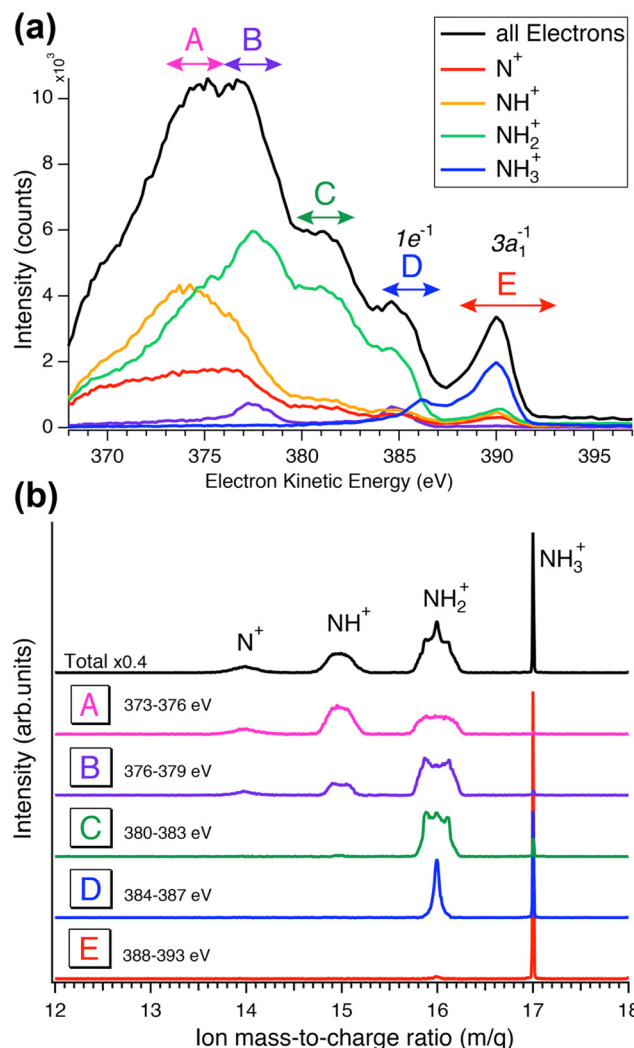 (a)
A B
all Electrons
N⁺
NH⁺
NH₂⁺
NH₃⁺
C
1e⁻¹
D
3a₁⁻¹
E
x10³
10
8
6
4
2
0
Intensity (counts)
370 375 380 385 390 395
Electron Kinetic Energy (eV)
(b)
NH₃⁺
NH₂⁺
NH⁺
N⁺
Total x0.4
A 373-376 eV
B 376-379 eV
C 380-383 eV
D 384-387 eV
E 388-393 eV
Intensity (arb.units)
12 13 14 15 16 17 18
Ion mass-to-charge ratio (m/q)